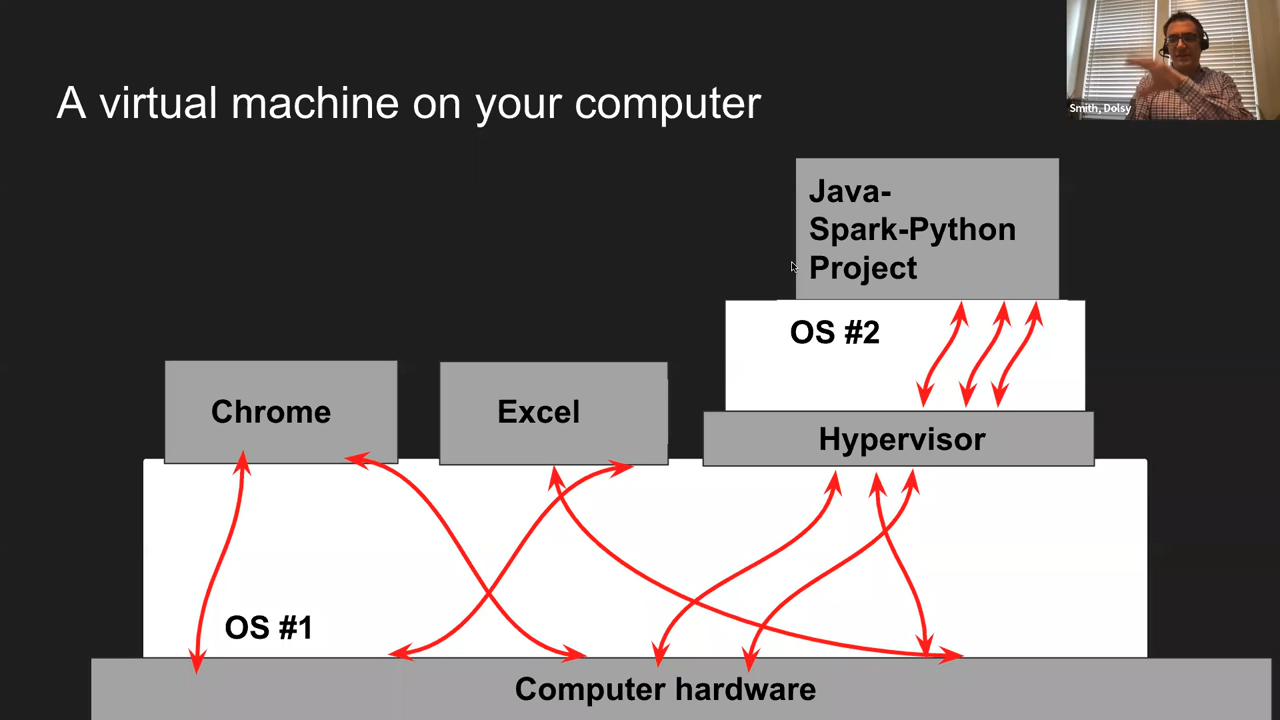 A virtual machine on your computer
Smith, Dolsy
Java-
Spark-Python
Project
OS #2
Chrome
Excel
Hypervisor
OS #1
Computer hardware